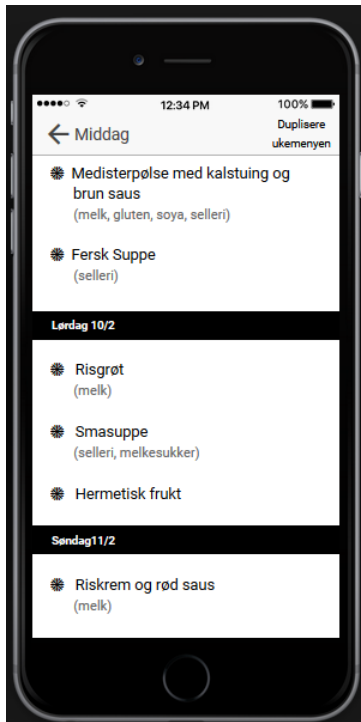 12:34 PM
100%
Middag
Duplisere
ukemenyen
Medisterpølse med kalstuing og
brun saus
(melk, gluten, soya, selleri)
Fersk Suppe
(selleri)
Lørdag 10/2
Risgrøt
(melk)
Smasuppe
(selleri, melkesukker)
Hermetisk frukt
Søndag11/2
Riskrem og rød saus
(melk)